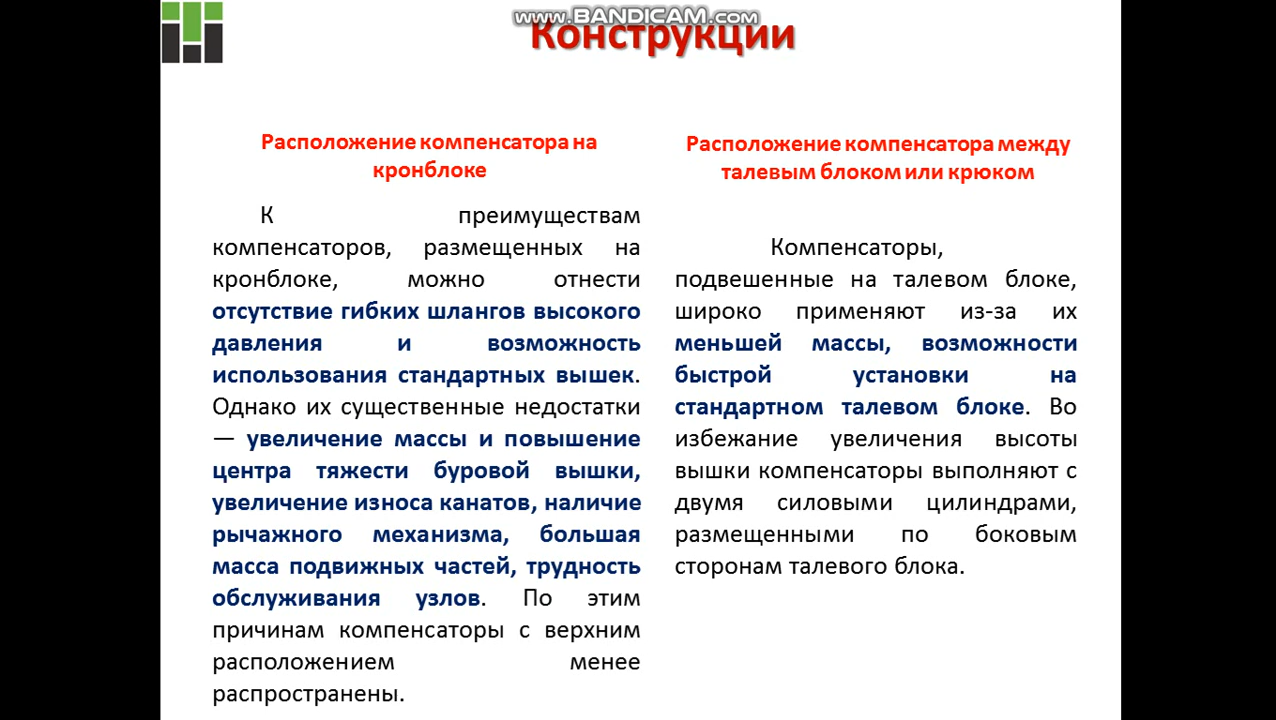 www.BANDICAM.com
Конструкции
Расположение компенсатора на
кронблоке
К преимуществам
компенсаторов, размещенных на
кронблоке, можно отнести
отсутствие гибких шлангов высокого
давления и возможность
использования стандартных вышек.
Однако их существенные недостатки
— увеличение массы и повышение
центра тяжести буровой вышки,
увеличение износа канатов, наличие
рычажного механизма, большая
масса подвижных частей, трудность
обслуживания узлов. По этим
причинам компенсаторы с верхним
расположением менее
распространены.
Расположение компенсатора между
талевым блоком или крюком
Компенсаторы,
подвешенные на талевом блоке,
широко применяют из-за их
меньшей массы, возможности
быстрой установки на
стандартном талевом блоке. Во
избежание увеличения высоты
вышки компенсаторы выполняют с
двумя силовыми цилиндрами,
размещенными по боковым
сторонам талевого блока.